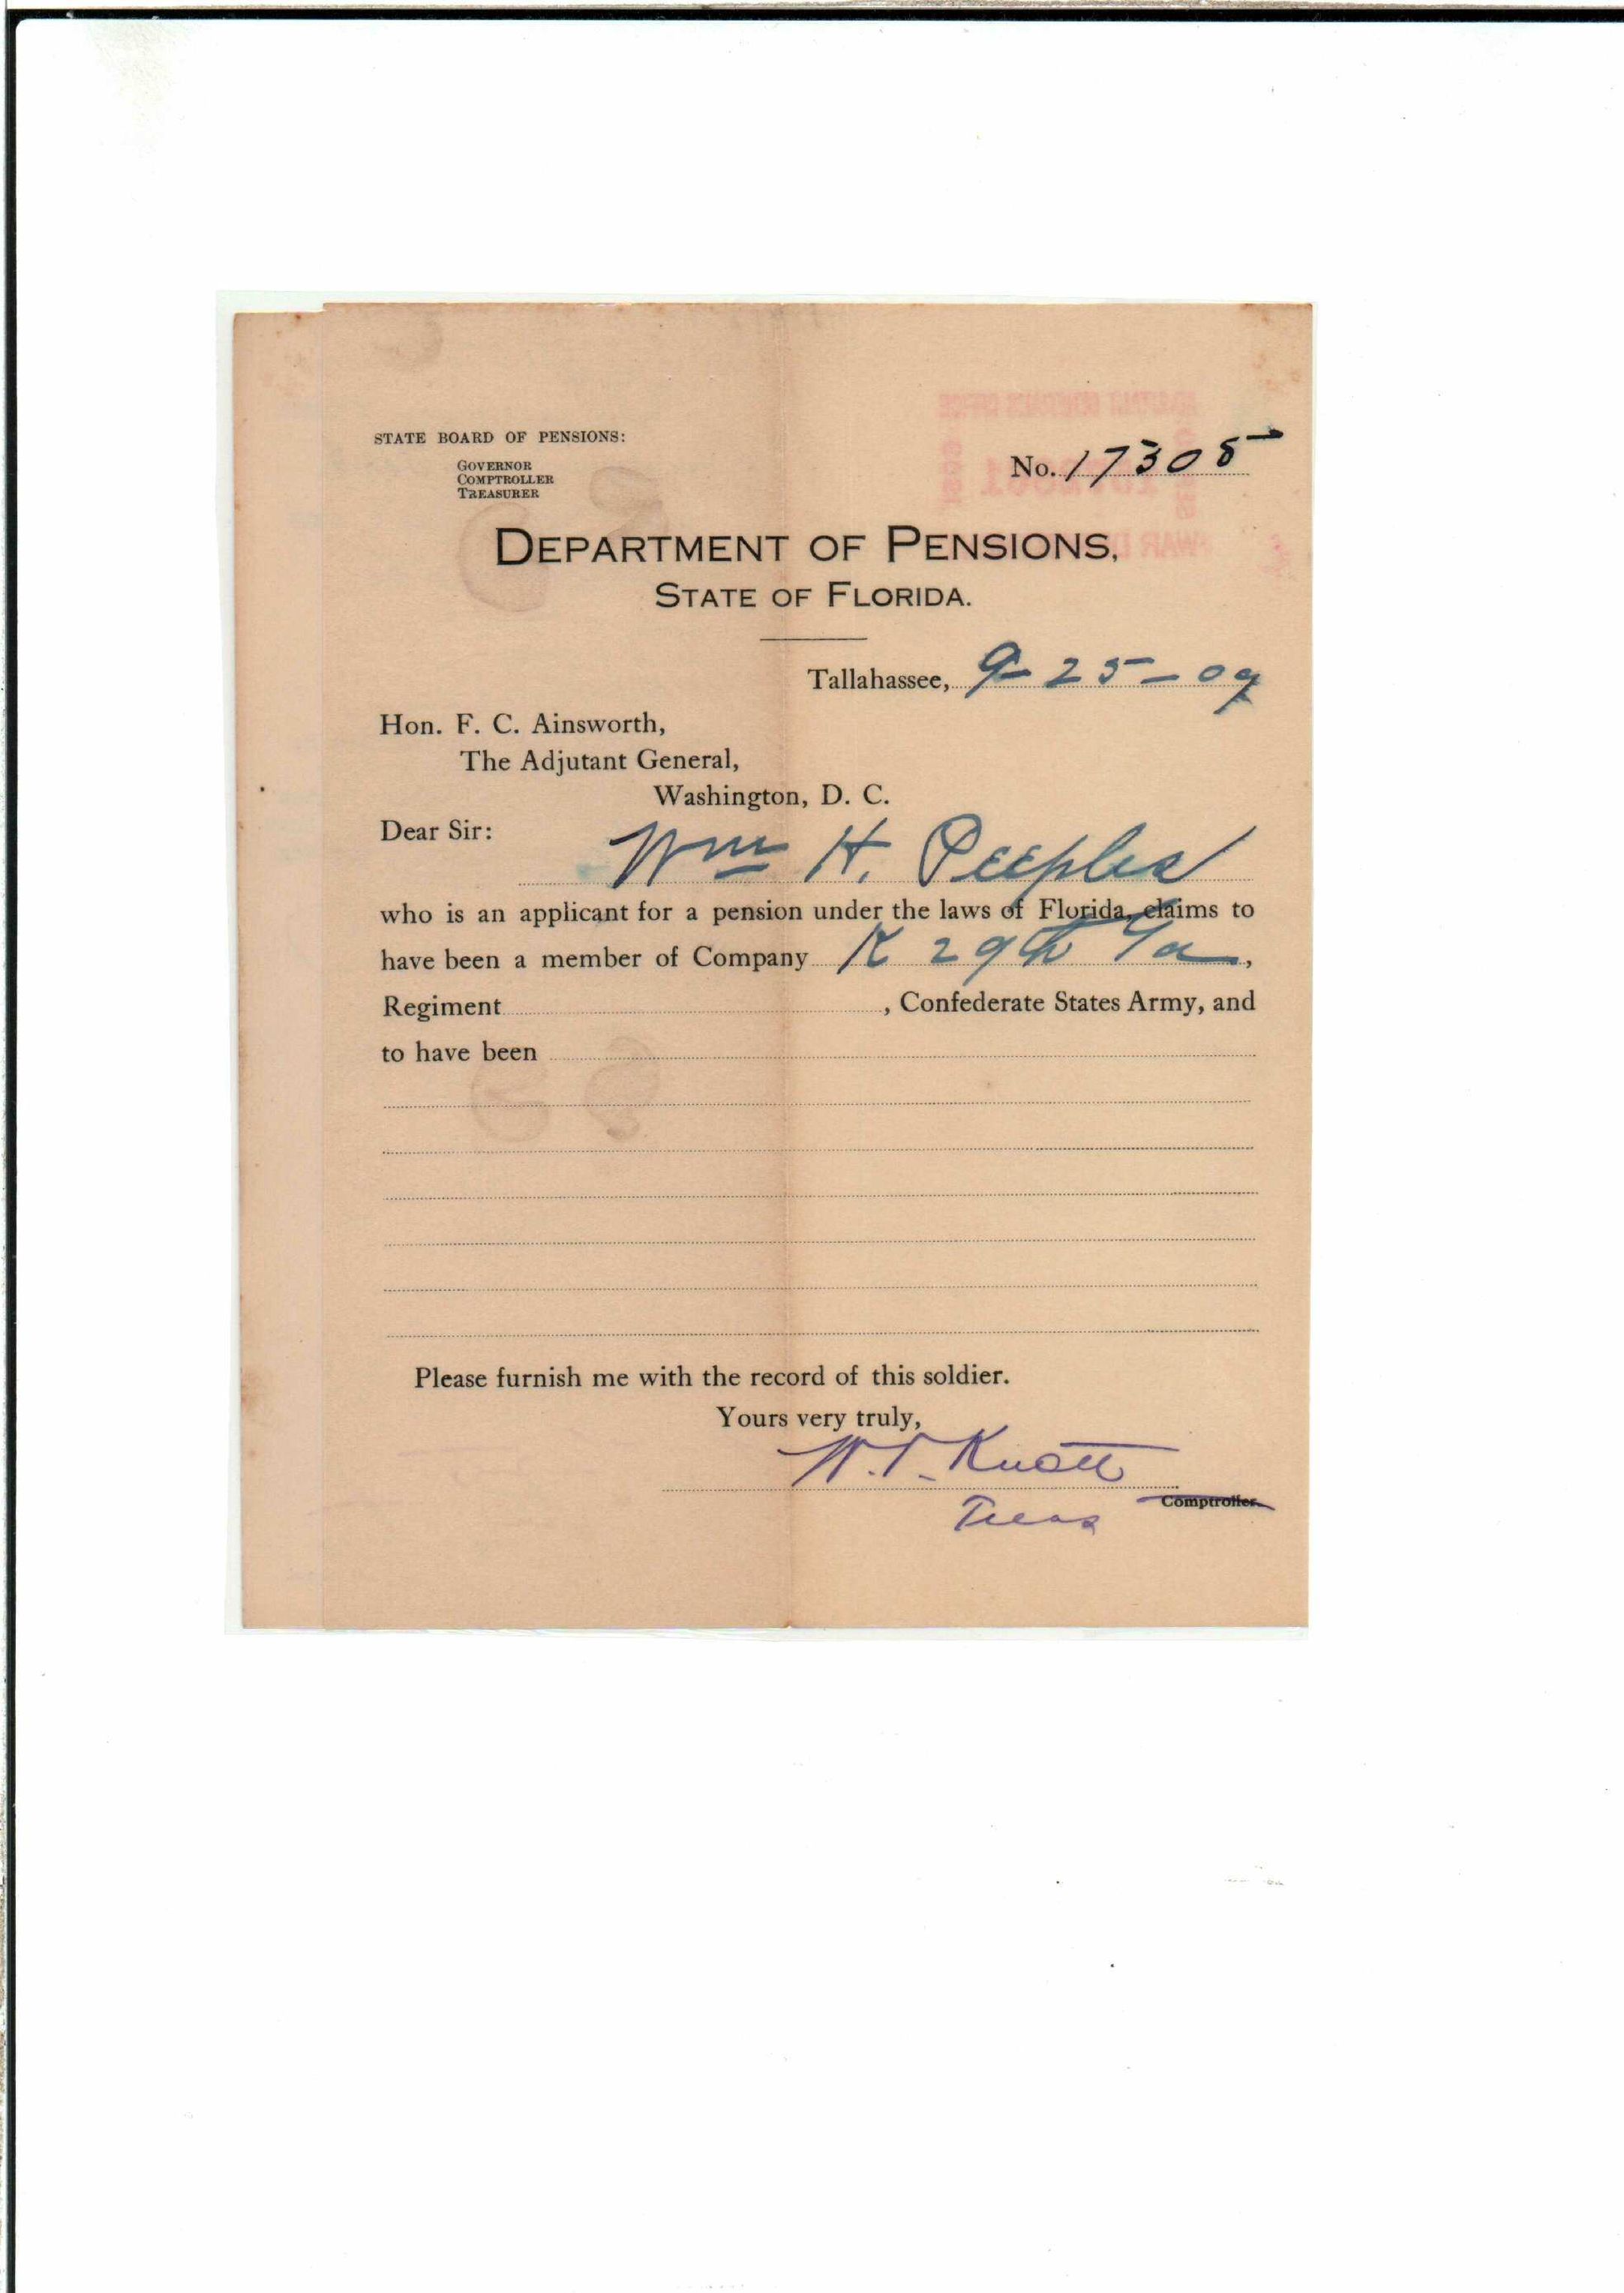 STATE BOARD OF PENSIONS:
GOVERNOR
COMPTROLLER
TREASURER
No. 17305
DEPARTMENT OF PENSIONS,
STATE OF FLORIDA.
Tallahassee, 9-25-09
Hon. F. C. Ainsworth,
The Adjutant General,
Washington, D. C.
Dear Sir:
Wm H. Peeples
who is an applicant for a pension under the laws of Florida, claims to
have been a member of Company K 29th Ga,
Regiment , Confederate States Army, and
to have been
Please furnish me with the record of this soldier.
Yours very truly,
W. V. Knott
Comptroller.
Treas